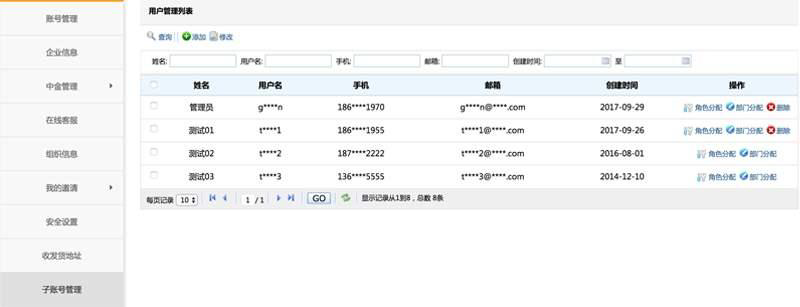 账号管理
企业信息
中金管理
在线客服
组织信息
我的邀请
安全设置
收发货地址
子账号管理
用户管理列表
查询 添加 修改
姓名: 用户名: 手机: 邮箱: 创建时间: 至
姓名 用户名 手机 邮箱 创建时间 操作
管理员 g****n 186****1970 g****n@****.com 2017-09-29 角色分配 部门分配 删除
测试01 t****1 186****1955 t****1@****.com 2017-09-26 角色分配 部门分配 删除
测试02 t****2 187****2222 t****2@****.com 2016-08-01 角色分配 部门分配
测试03 t****3 136****5555 t****3@****.com 2014-12-10 角色分配 部门分配
每页记录 10 1 / 1 GO 显示记录从1到8，总数 8条